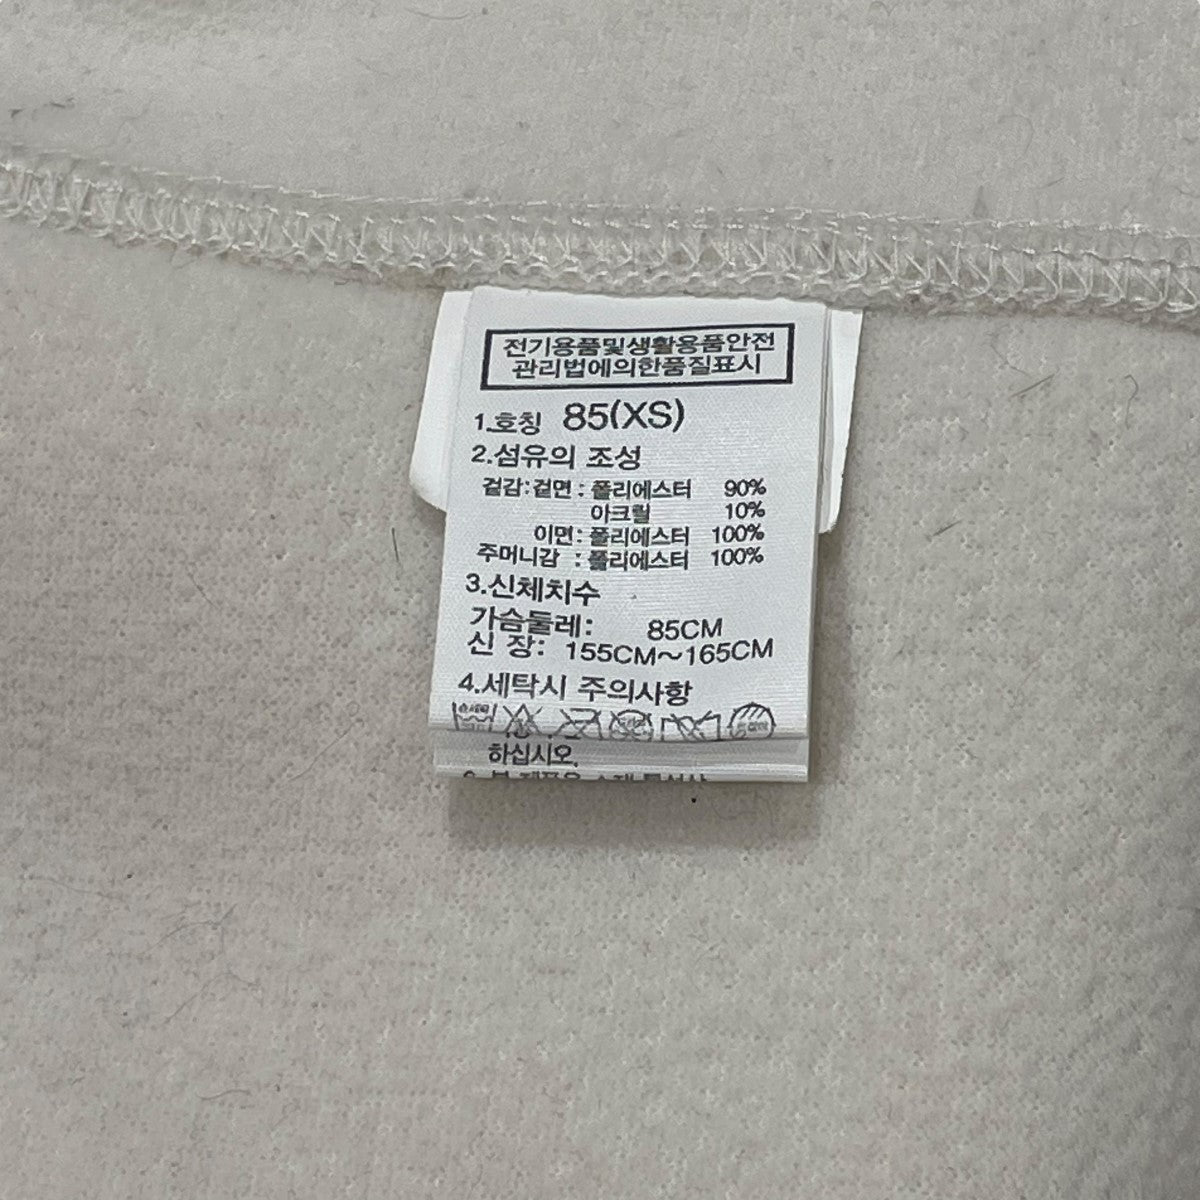 전기용품및생활용품안전
관리법에의한품질표시
1.호칭 85(XS)
2.섬유의 조성
겉감:겉면 : 폴리에스터 90%
아크릴 10%
이면: 폴리에스터 100%
주머니감 : 폴리에스터 100%
3.신체치수
가슴둘레: 85CM
신 장: 155CM~165CM
4.세탁시 주의사항
하십시오.